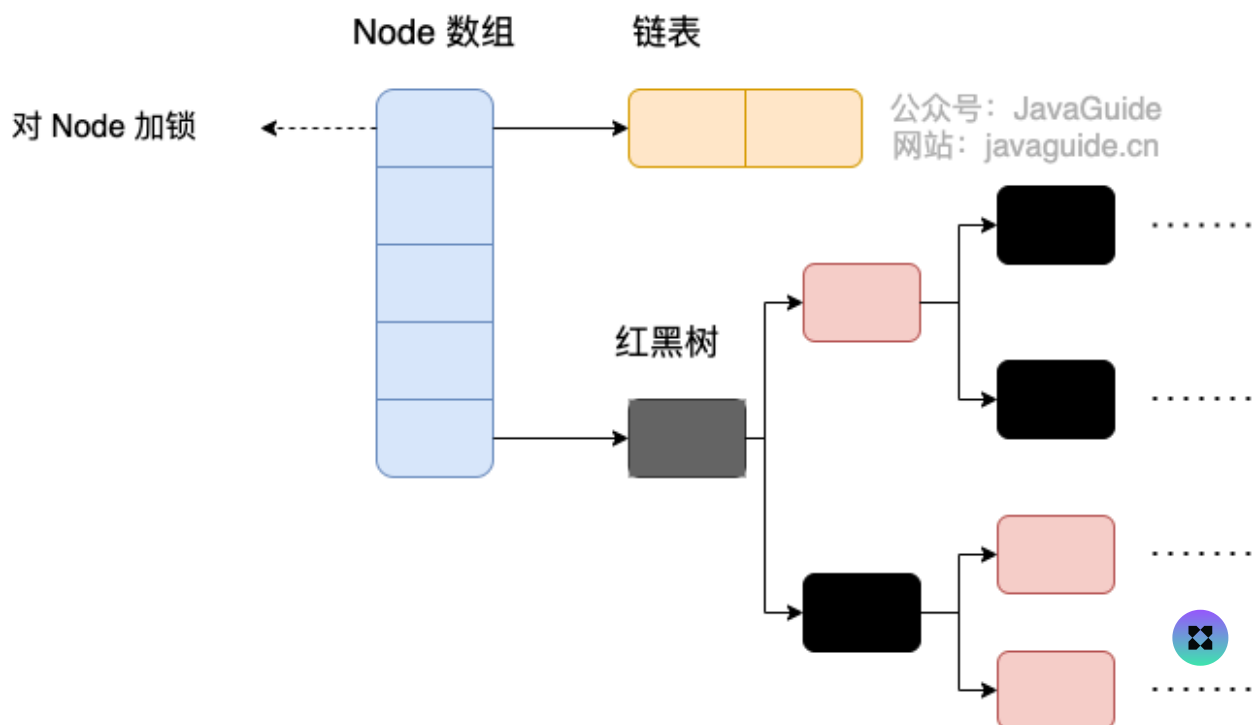 Node 数组
链表
对 Node 加锁
公众号：JavaGuide
网站：javaguide.cn
红黑树